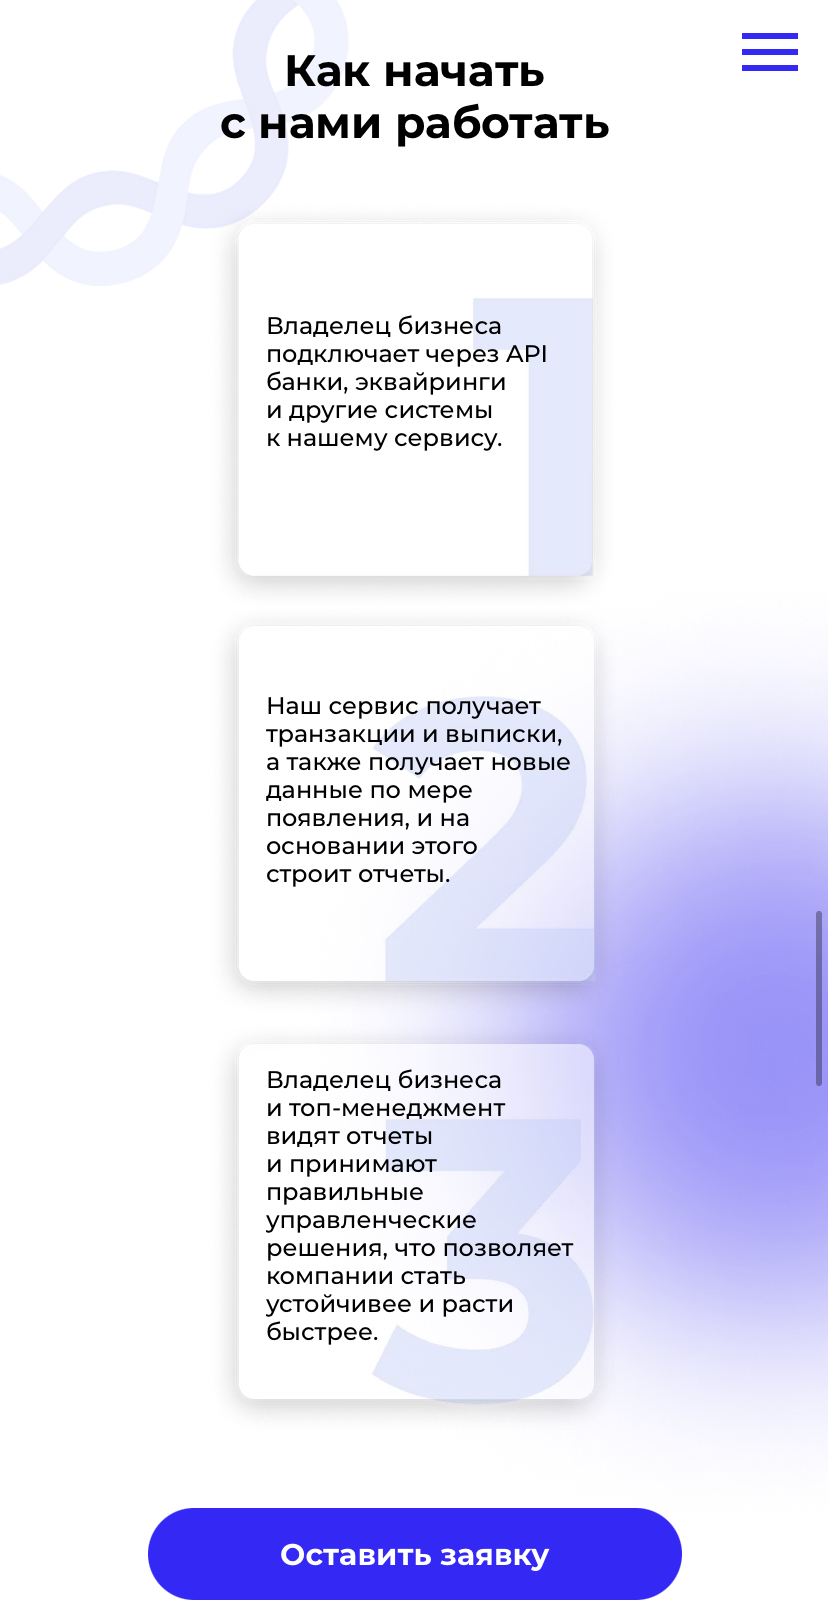 Как начать
с нами работать
1
Владелец бизнеса
подключает через API
банки, эквайринги
и другие системы
к нашему сервису.
2
Наш сервис получает
транзакции и выписки,
а также получает новые
данные по мере
появления, и на
основании этого
строит отчеты.
3
Владелец бизнеса
и топ-менеджмент
видят отчеты
и принимают
правильные
управленческие
решения, что позволяет
компании стать
устойчивее и расти
быстрее.
Оставить заявку